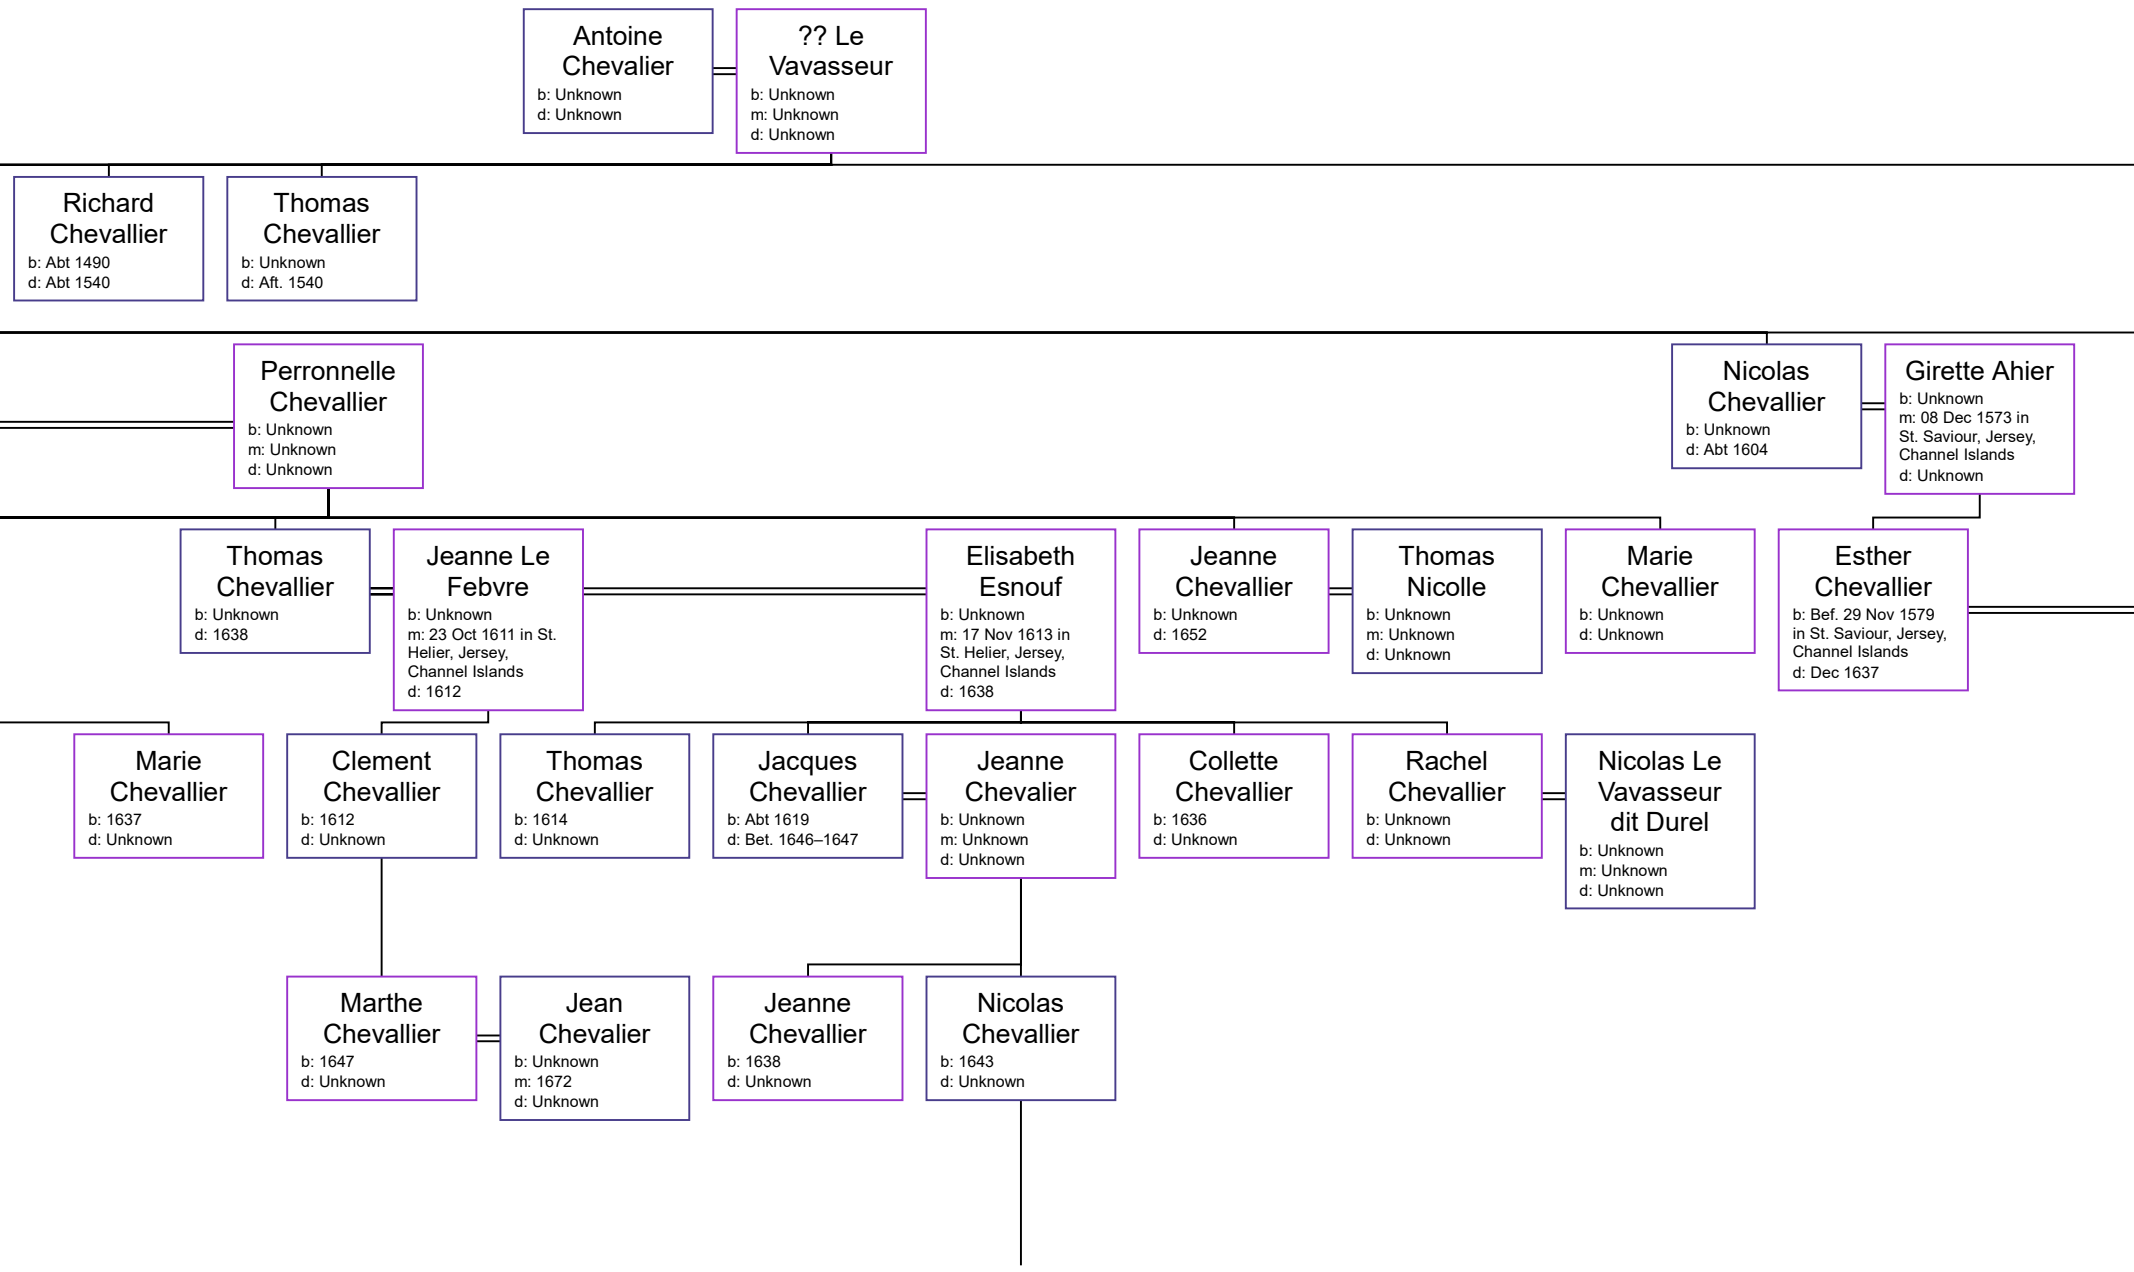 Antoine
Chevalier
b: Unknown
d: Unknown
?? Le
Vavasseur
b: Unknown
m: Unknown
d: Unknown
Richard
Chevallier
b: Abt 1490
d: Abt 1540
Thomas
Chevallier
b: Unknown
d: Aft. 1540
Perronnelle
Chevallier
b: Unknown
m: Unknown
d: Unknown
Nicolas
Chevallier
b: Unknown
d: Abt 1604
Girette Ahier
b: Unknown
m: 08 Dec 1573 in
St. Saviour, Jersey,
Channel Islands
d: Unknown
Thomas
Chevallier
b: Unknown
d: 1638
Jeanne Le
Febvre
b: Unknown
m: 23 Oct 1611 in St.
Helier, Jersey,
Channel Islands
d: 1612
Elisabeth
Esnouf
b: Unknown
m: 17 Nov 1613 in
St. Helier, Jersey,
Channel Islands
d: 1638
Jeanne
Chevallier
b: Unknown
d: 1652
Thomas
Nicolle
b: Unknown
m: Unknown
d: Unknown
Marie
Chevallier
b: Unknown
d: Unknown
Esther
Chevallier
b: Bef. 29 Nov 1579
in St. Saviour, Jersey,
Channel Islands
d: Dec 1637
Marie
Chevallier
b: 1637
d: Unknown
Clement
Chevallier
b: 1612
d: Unknown
Thomas
Chevallier
b: 1614
d: Unknown
Jacques
Chevallier
b: Abt 1619
d: Bet. 1646–1647
Jeanne
Chevalier
b: Unknown
m: Unknown
d: Unknown
Collette
Chevallier
b: 1636
d: Unknown
Rachel
Chevallier
b: Unknown
d: Unknown
Nicolas Le
Vavasseur
dit Durel
b: Unknown
m: Unknown
d: Unknown
Marthe
Chevallier
b: 1647
d: Unknown
Jean
Chevalier
b: Unknown
m: 1672
d: Unknown
Jeanne
Chevallier
b: 1638
d: Unknown
Nicolas
Chevallier
b: 1643
d: Unknown